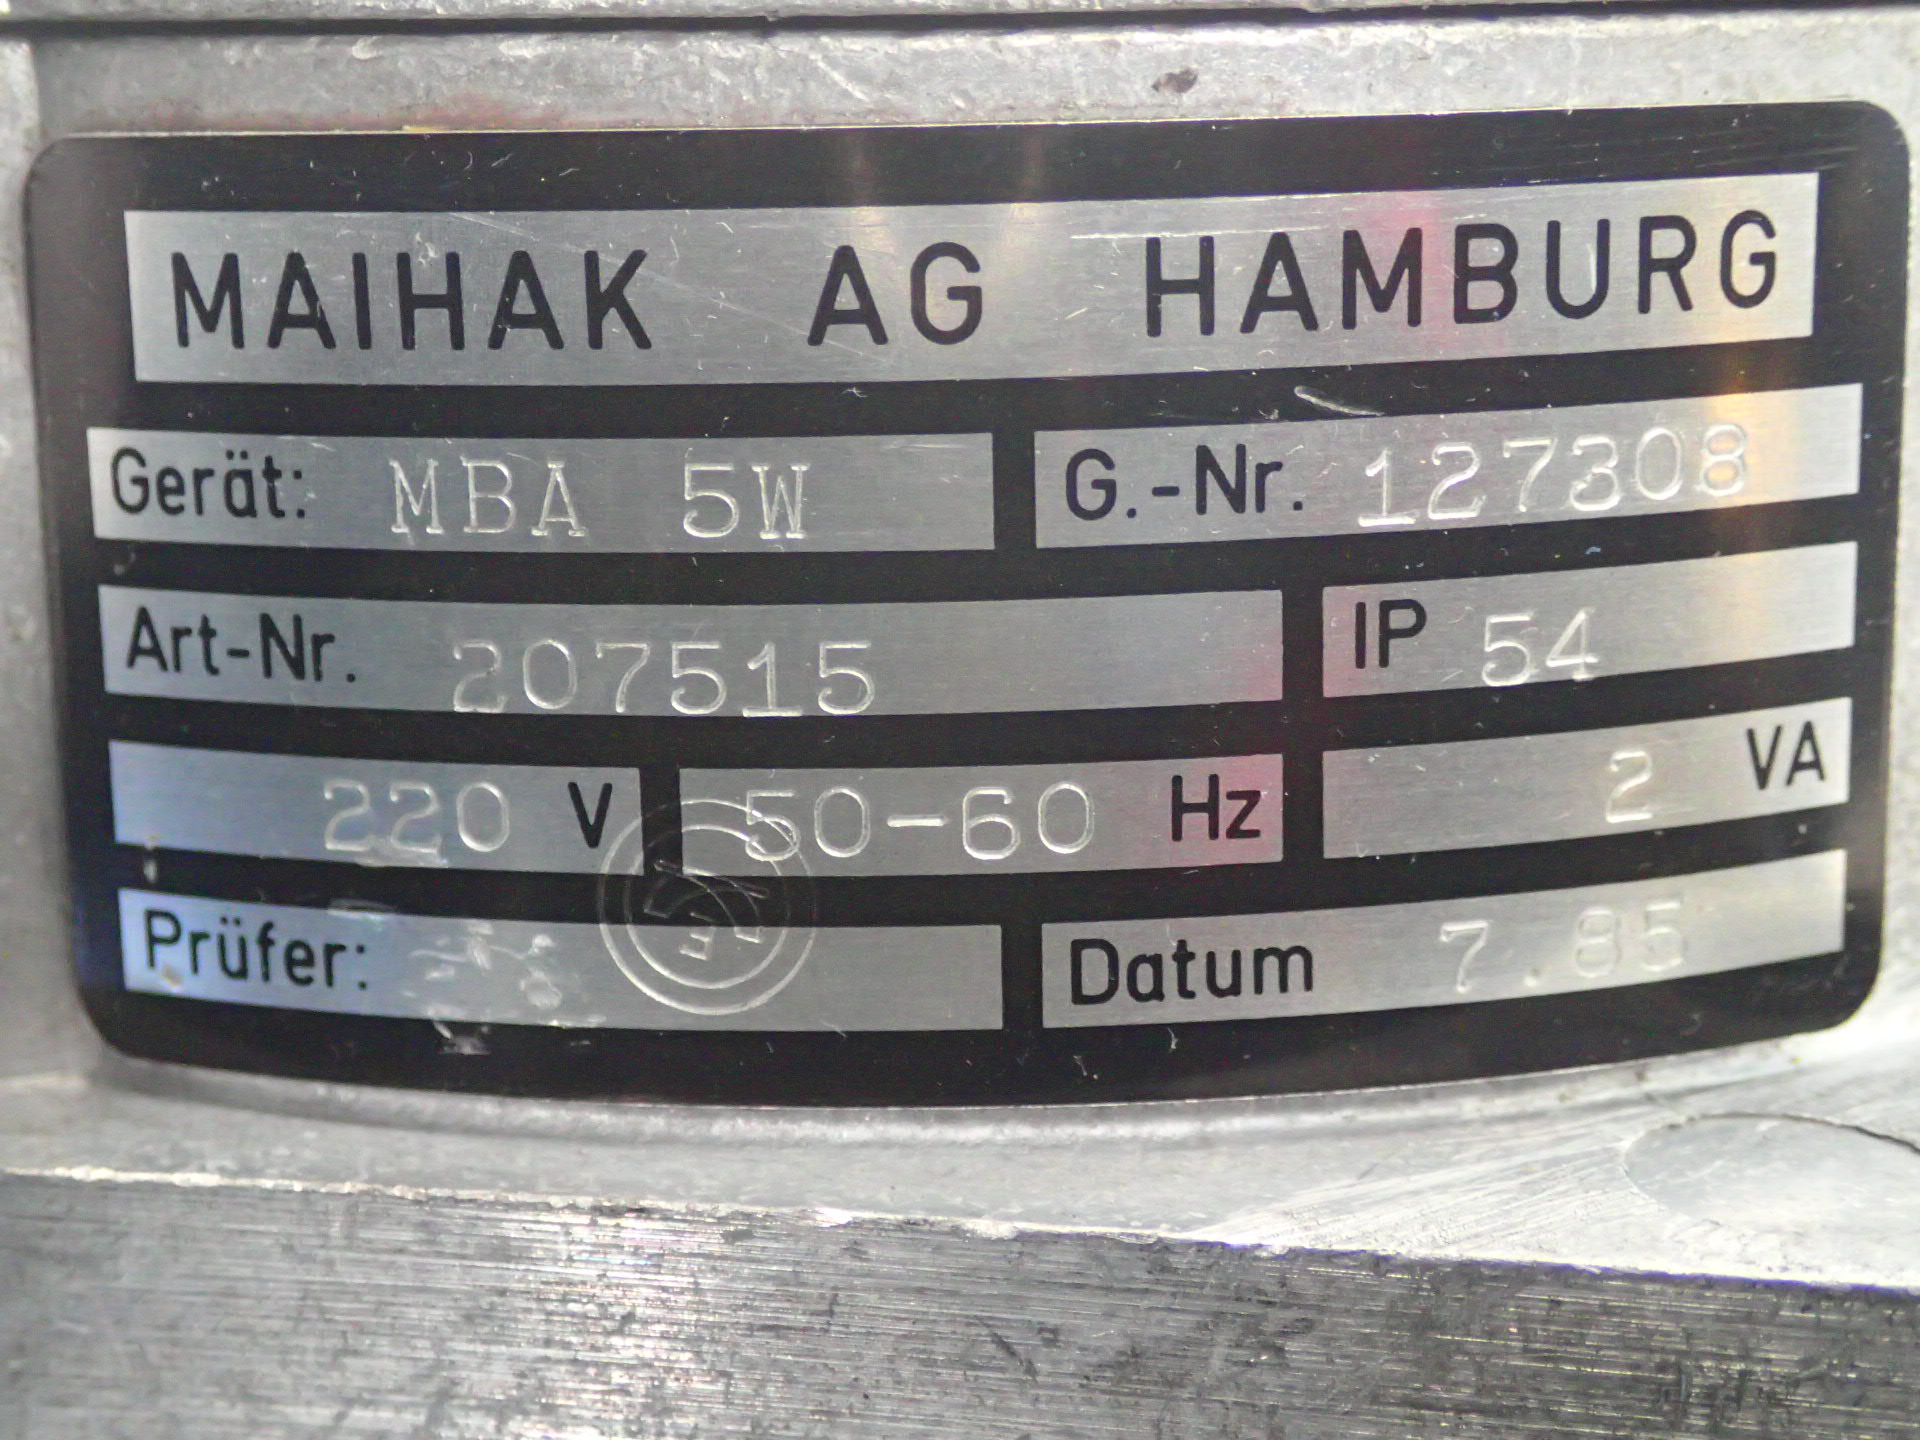 MAIHAK AG HAMBURG
Gerät: MBA 5W G.-Nr. 127308
Art-Nr. 207515 IP 54
220 V 50-60 Hz 2 VA
Prüfer: Datum 7.85